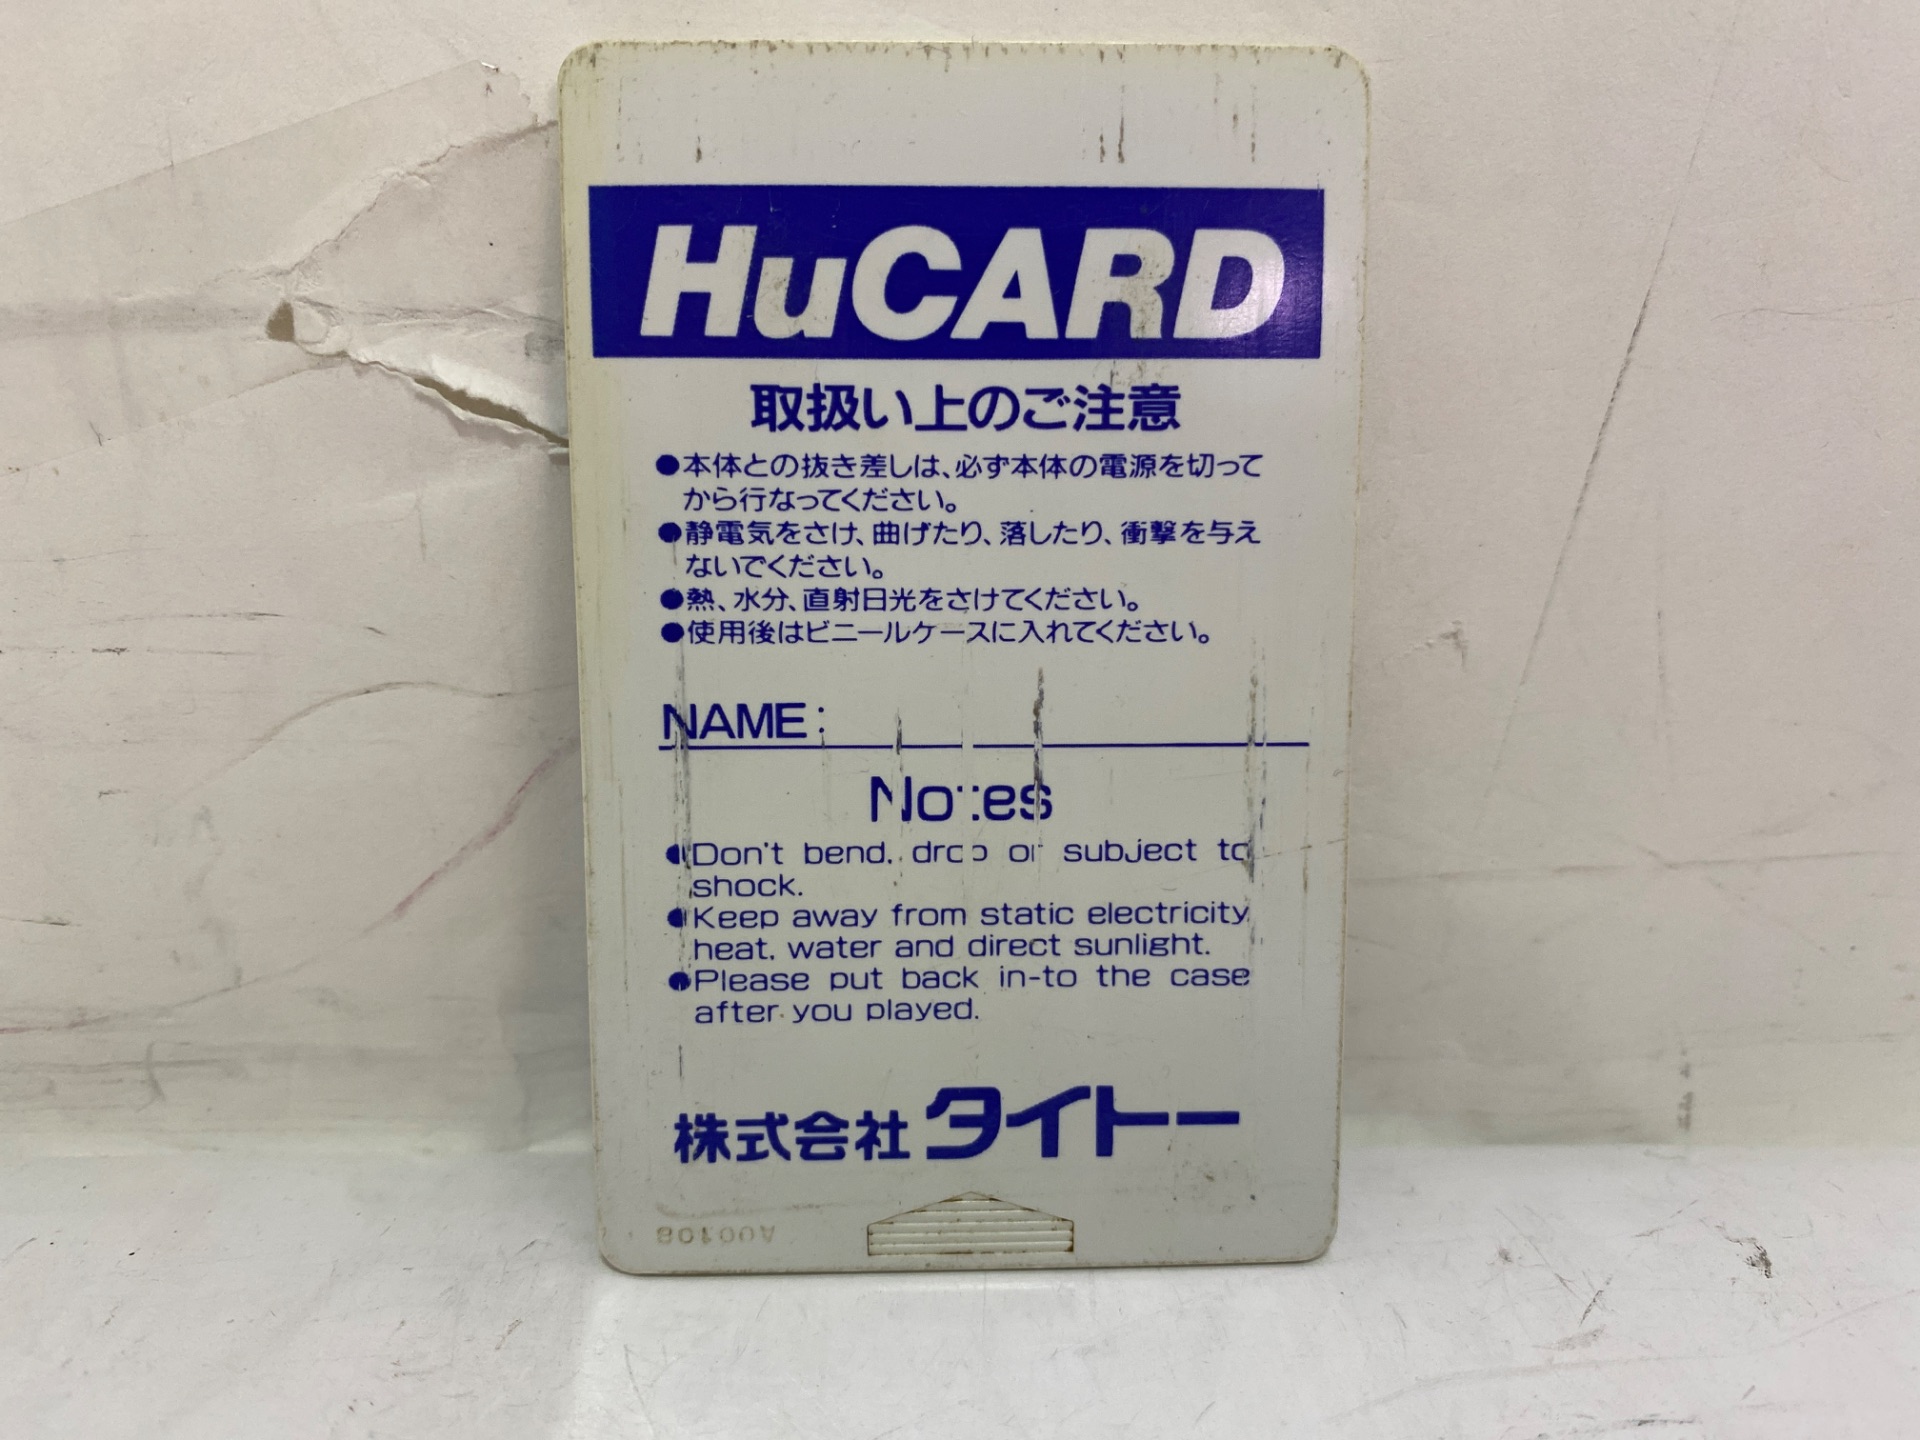 HuCARD
取扱い上のご注意
●本体との抜き差しは、必ず本体の電源を切って
から行なってください。
●静電気をさけ、曲げたり、落したり、衝撃を与え
ないでください。
●熱、水分、直射日光をさけてください。
●使用後はビニールケースに入れてください。
NAME:
Notes
●Don't bend, drop or subject to
shock.
●Keep away from static electricity,
heat, water and direct sunlight.
●Please put back in-to the case
after you played.
株式会社タイトー
A00108